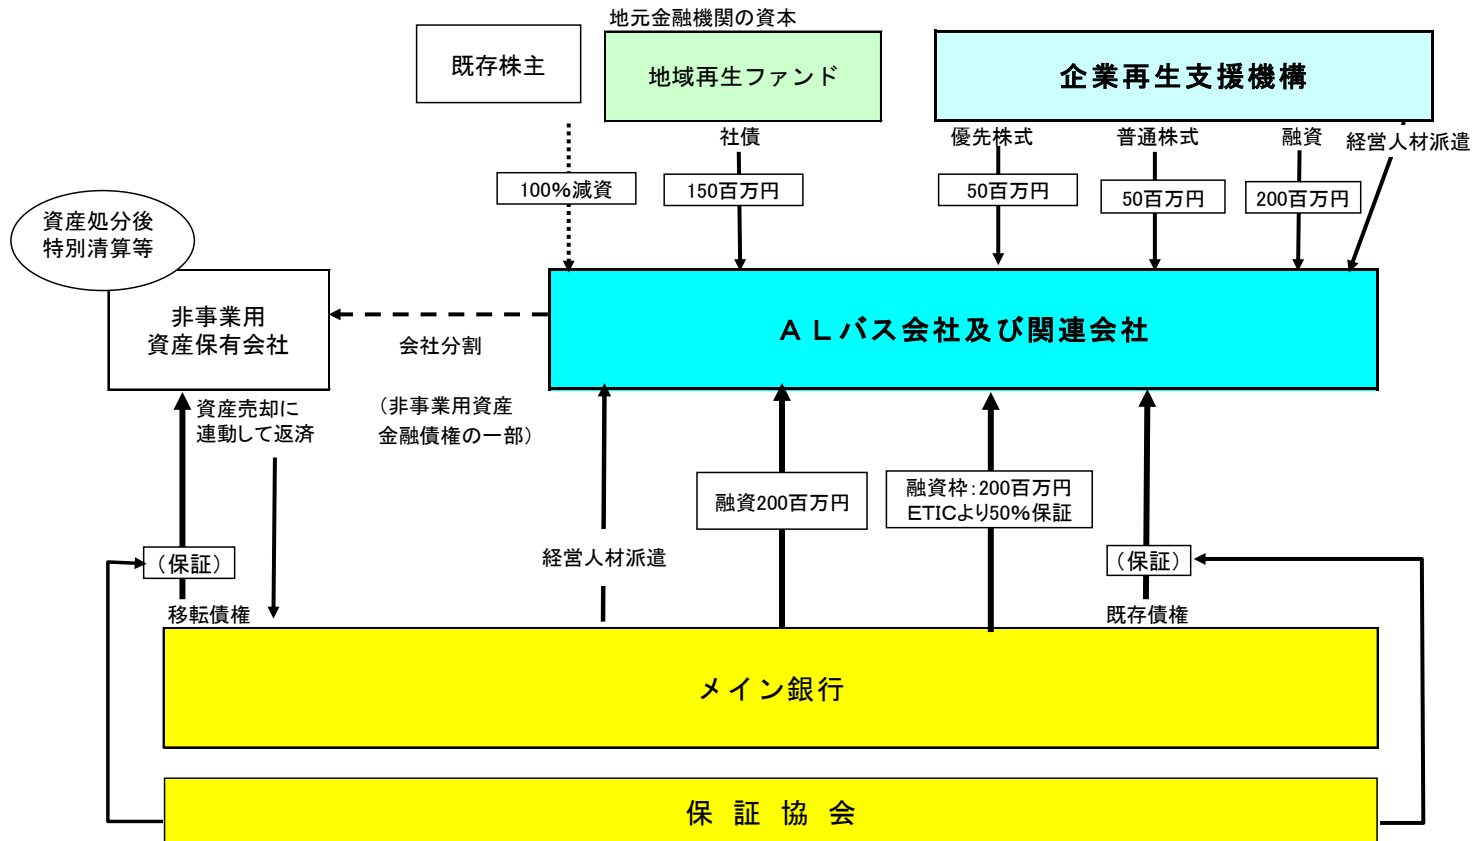 地元金融機関の資本
既存株主
地域再生ファンド
企業再生支援機構
社債
優先株式
普通株式
融資
経営人材派遣
100%減資
150百万円
50百万円
50百万円
200百万円
資産処分後
特別清算等
非事業用
資産保有会社
会社分割
ＡＬバス会社及び関連会社
資産売却に
連動して返済
（非事業用資産
金融債権の一部）
融資200百万円
融資枠：200百万円
ETICより50%保証
（保証）
経営人材派遣
（保証）
移転債権
既存債権
メイン銀行
保 証 協 会